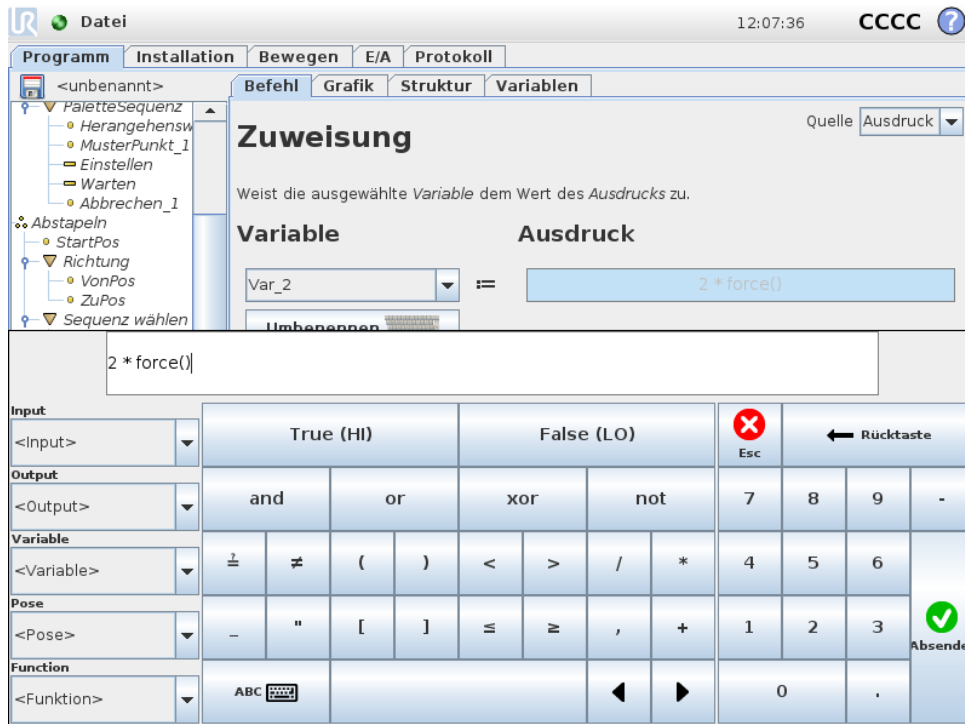 UR Datei 12:07:36 CCCC ?
Programm Installation Bewegen E/A Protokoll
<unbenannt> Befehl Grafik Struktur Variablen
PaletteSequenz
Herangehensw
MusterPunkt_1
Einstellen
Warten
Abbrechen_1
Abstapeln
StartPos
Richtung
VonPos
ZuPos
Sequenz wählen
Quelle Ausdruck
Zuweisung
Weist die ausgewählte Variable dem Wert des Ausdrucks zu.
Variable Ausdruck
Var_2 := 2 * force()
Umbenennen
2 * force()
Input
<Input>
Output
<Output>
Variable
<Variable>
Pose
<Pose>
Function
<Funktion>
True (HI) False (LO) Esc Rücktaste
and or xor not 7 8 9 -
≟ ≠ ( ) < > / * 4 5 6
_ " [ ] ≤ ≥ , + 1 2 3 Absende
ABC 0 .